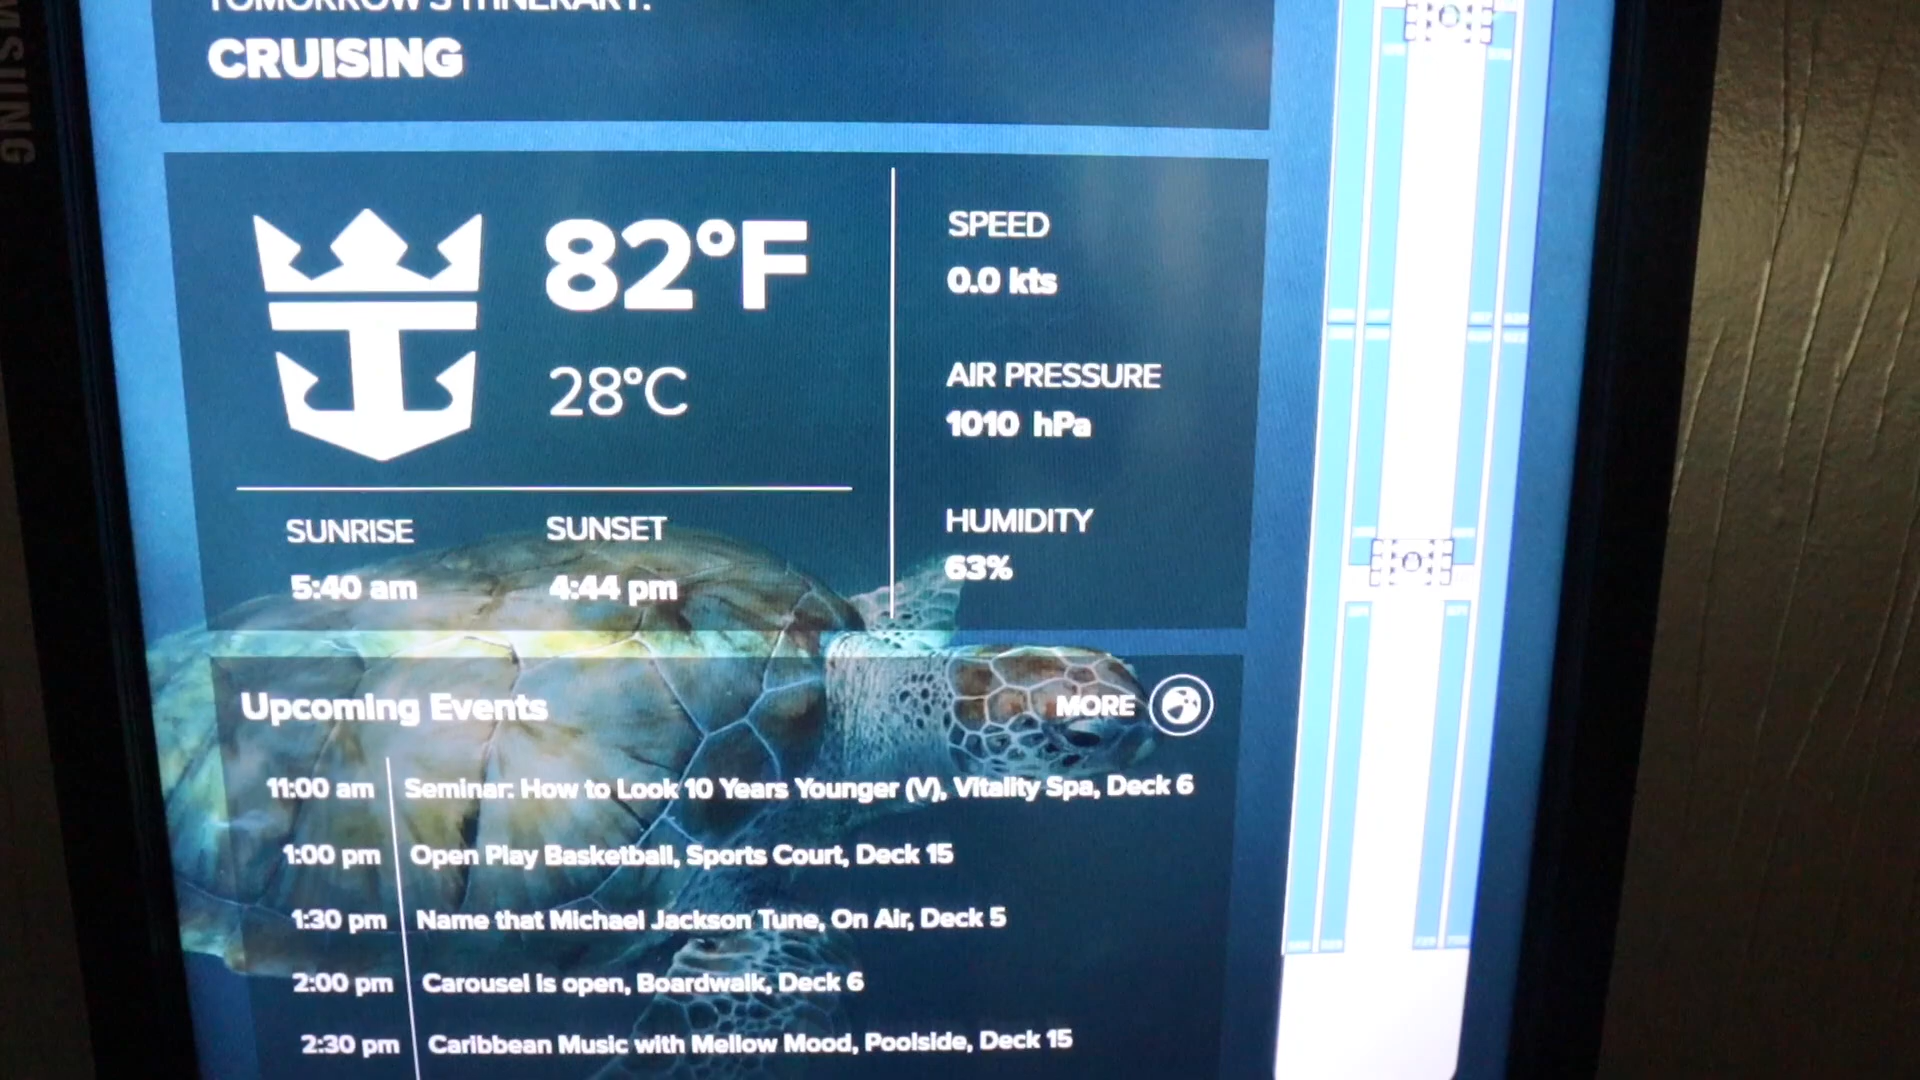 TOMORROW'S ITINERARY:
CRUISING
82°F
28°C
SPEED
0.0 kts
AIR PRESSURE
1010 hPa
HUMIDITY
63%
SUNRISE
5:40 am
SUNSET
4:44 pm
Upcoming Events
MORE
11:00 am Seminar: How to Look 10 Years Younger (V), Vitality Spa, Deck 6
1:00 pm Open Play Basketball, Sports Court, Deck 15
1:30 pm Name that Michael Jackson Tune, On Air, Deck 5
2:00 pm Carousel is open, Boardwalk, Deck 6
2:30 pm Caribbean Music with Mellow Mood, Poolside, Deck 15